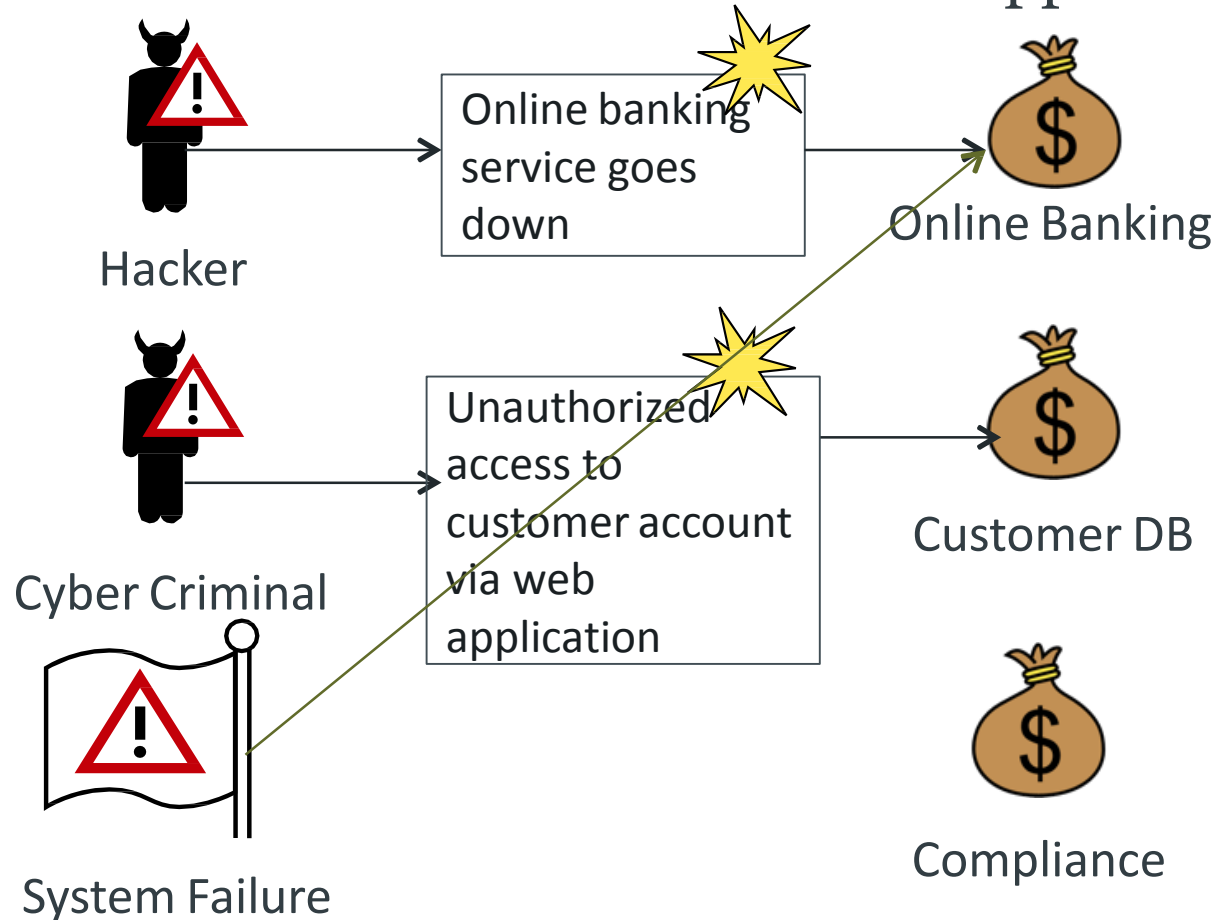 Online banking
service goes
down
Online Banking
Hacker
Unauthorized
access to
customer account
via web
application
Customer DB
Cyber Criminal
Compliance
System Failure
$
$
$
!
!
!